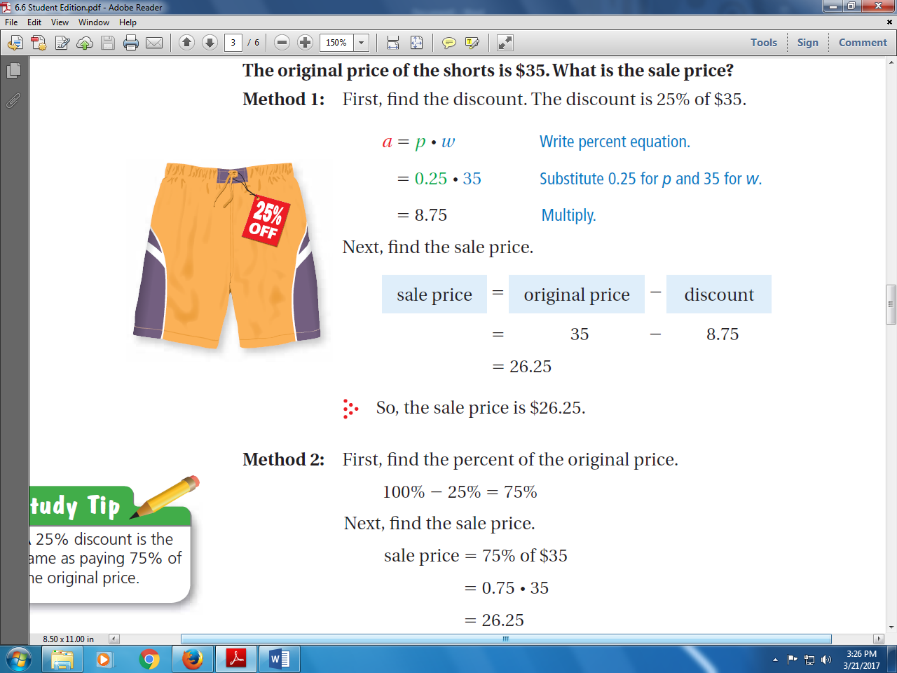 6.6 Student Edition.pdf - Adobe Reader
File Edit View Window Help
3 / 6 150% Tools Sign Comment
The original price of the shorts is $35. What is the sale price?
Method 1: First, find the discount. The discount is 25% of $35.
a = p • w Write percent equation.
= 0.25 • 35 Substitute 0.25 for p and 35 for w.
= 8.75 Multiply.
25%
OFF
Next, find the sale price.
sale price = original price − discount
= 35 − 8.75
= 26.25
So, the sale price is $26.25.
Method 2: First, find the percent of the original price.
100% − 25% = 75%
Next, find the sale price.
sale price = 75% of $35
= 0.75 • 35
= 26.25
tudy Tip
25% discount is the
ame as paying 75% of
he original price.
8.50 x 11.00 in
3:26 PM
3/21/2017